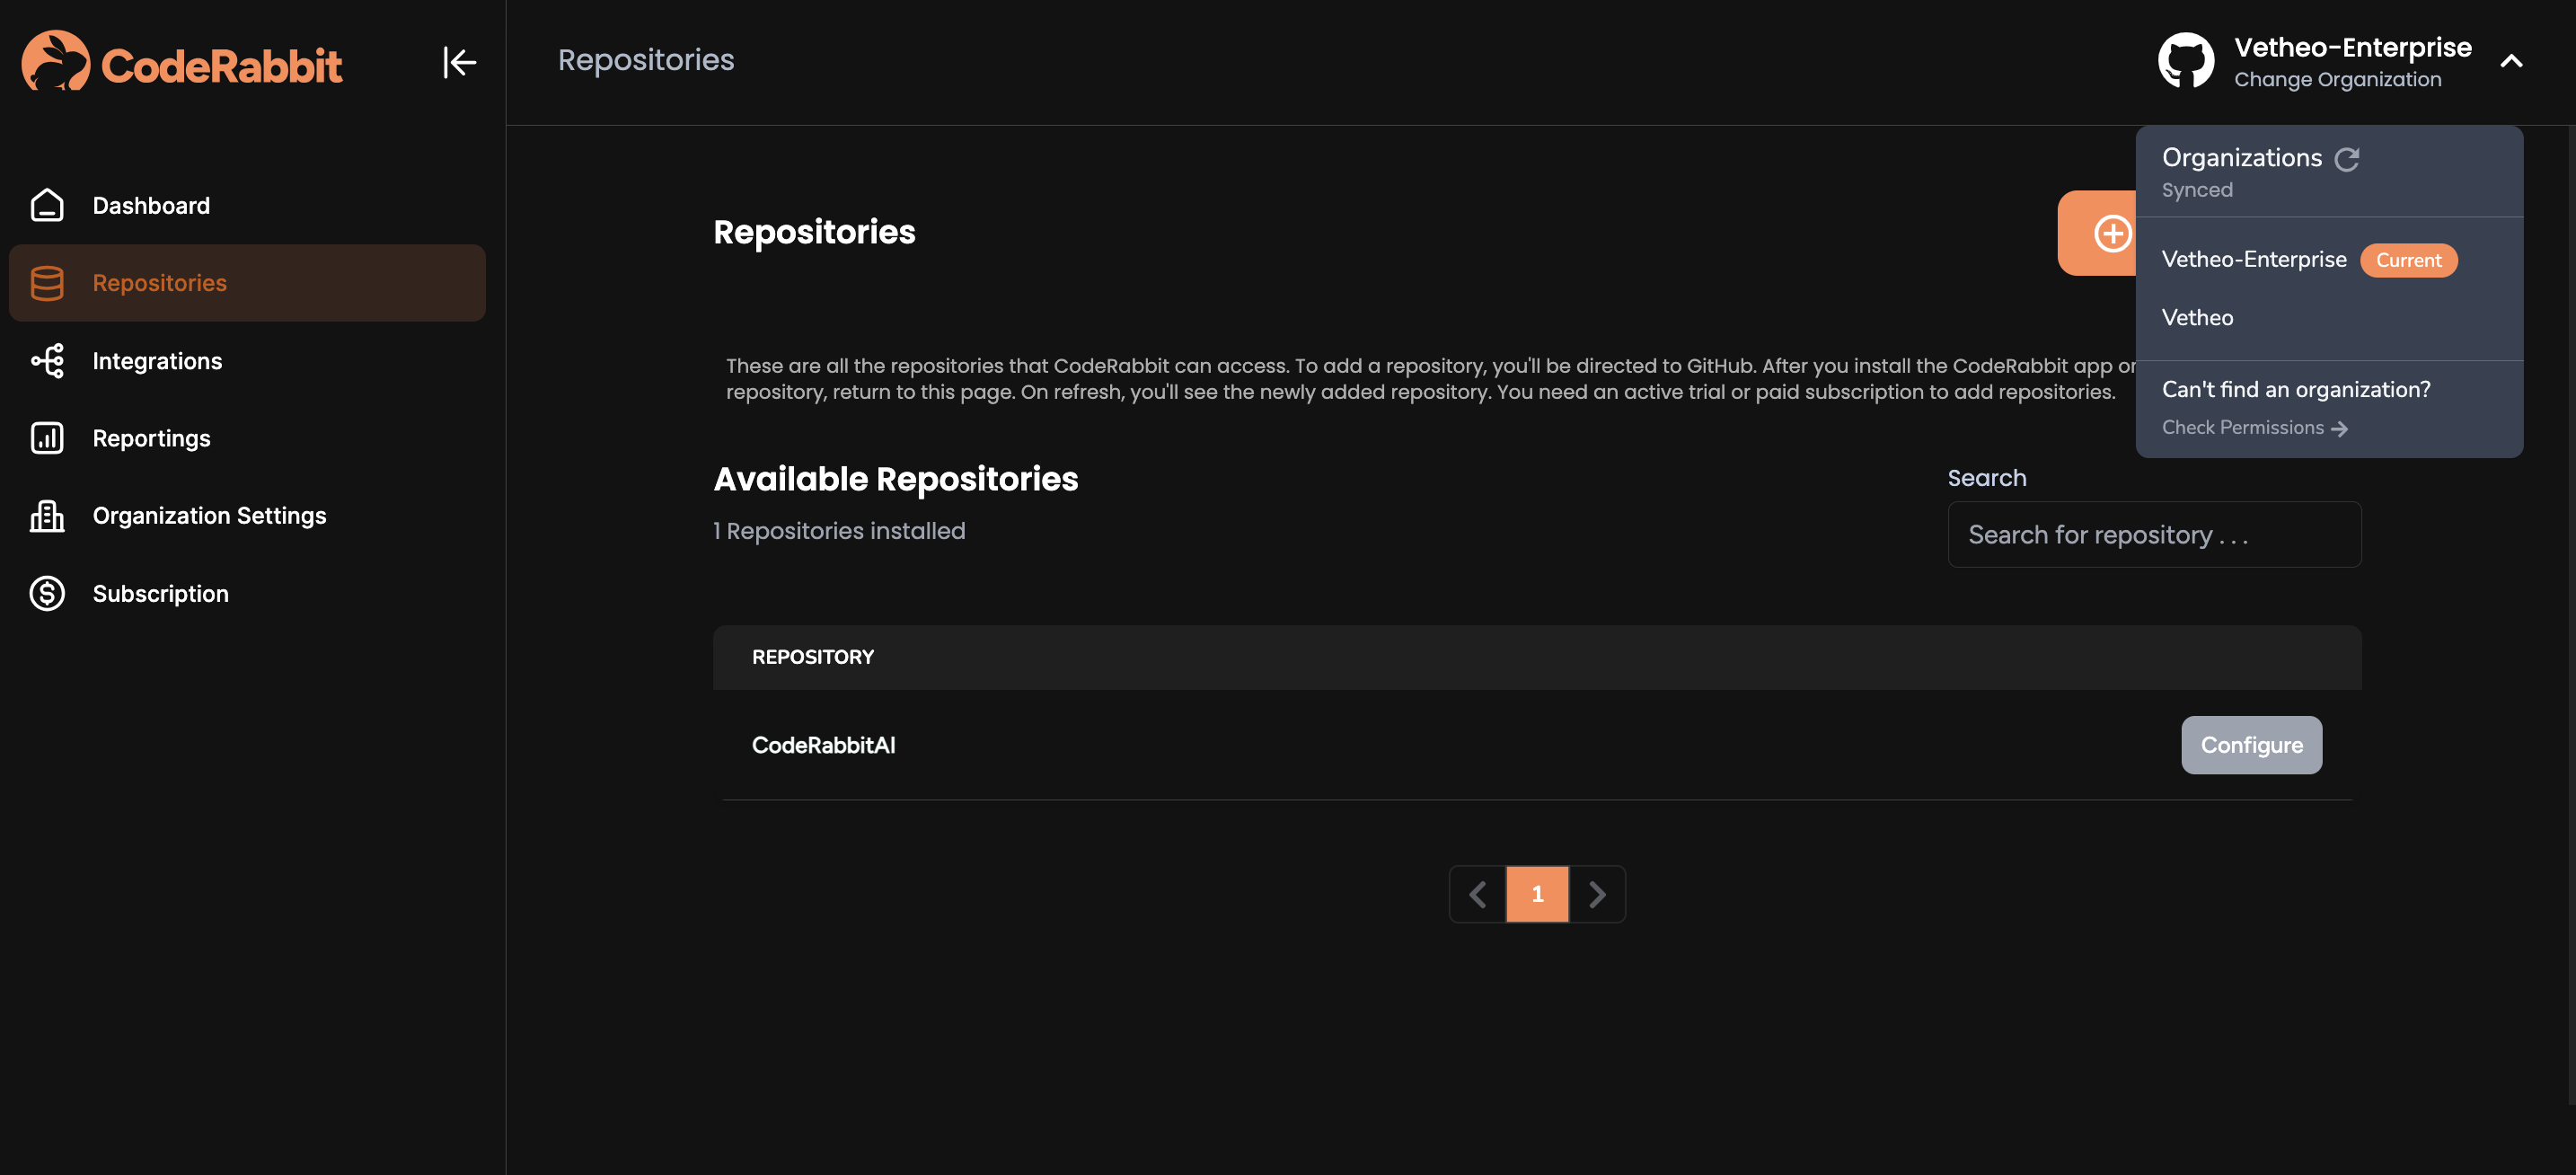 CodeRabbit
Repositories
Vetheo-Enterprise
Change Organization
Organizations
Synced
Vetheo-Enterprise Current
Vetheo
Can't find an organization?
Check Permissions
Dashboard
Repositories
Integrations
Reportings
Organization Settings
Subscription
Repositories
These are all the repositories that CodeRabbit can access. To add a repository, you'll be directed to GitHub. After you install the CodeRabbit app
repository, return to this page. On refresh, you'll see the newly added repository. You need an active trial or paid subscription to add repositories.
Available Repositories
1 Repositories installed
Search
Search for repository . . .
REPOSITORY
CodeRabbitAI
Configure
1